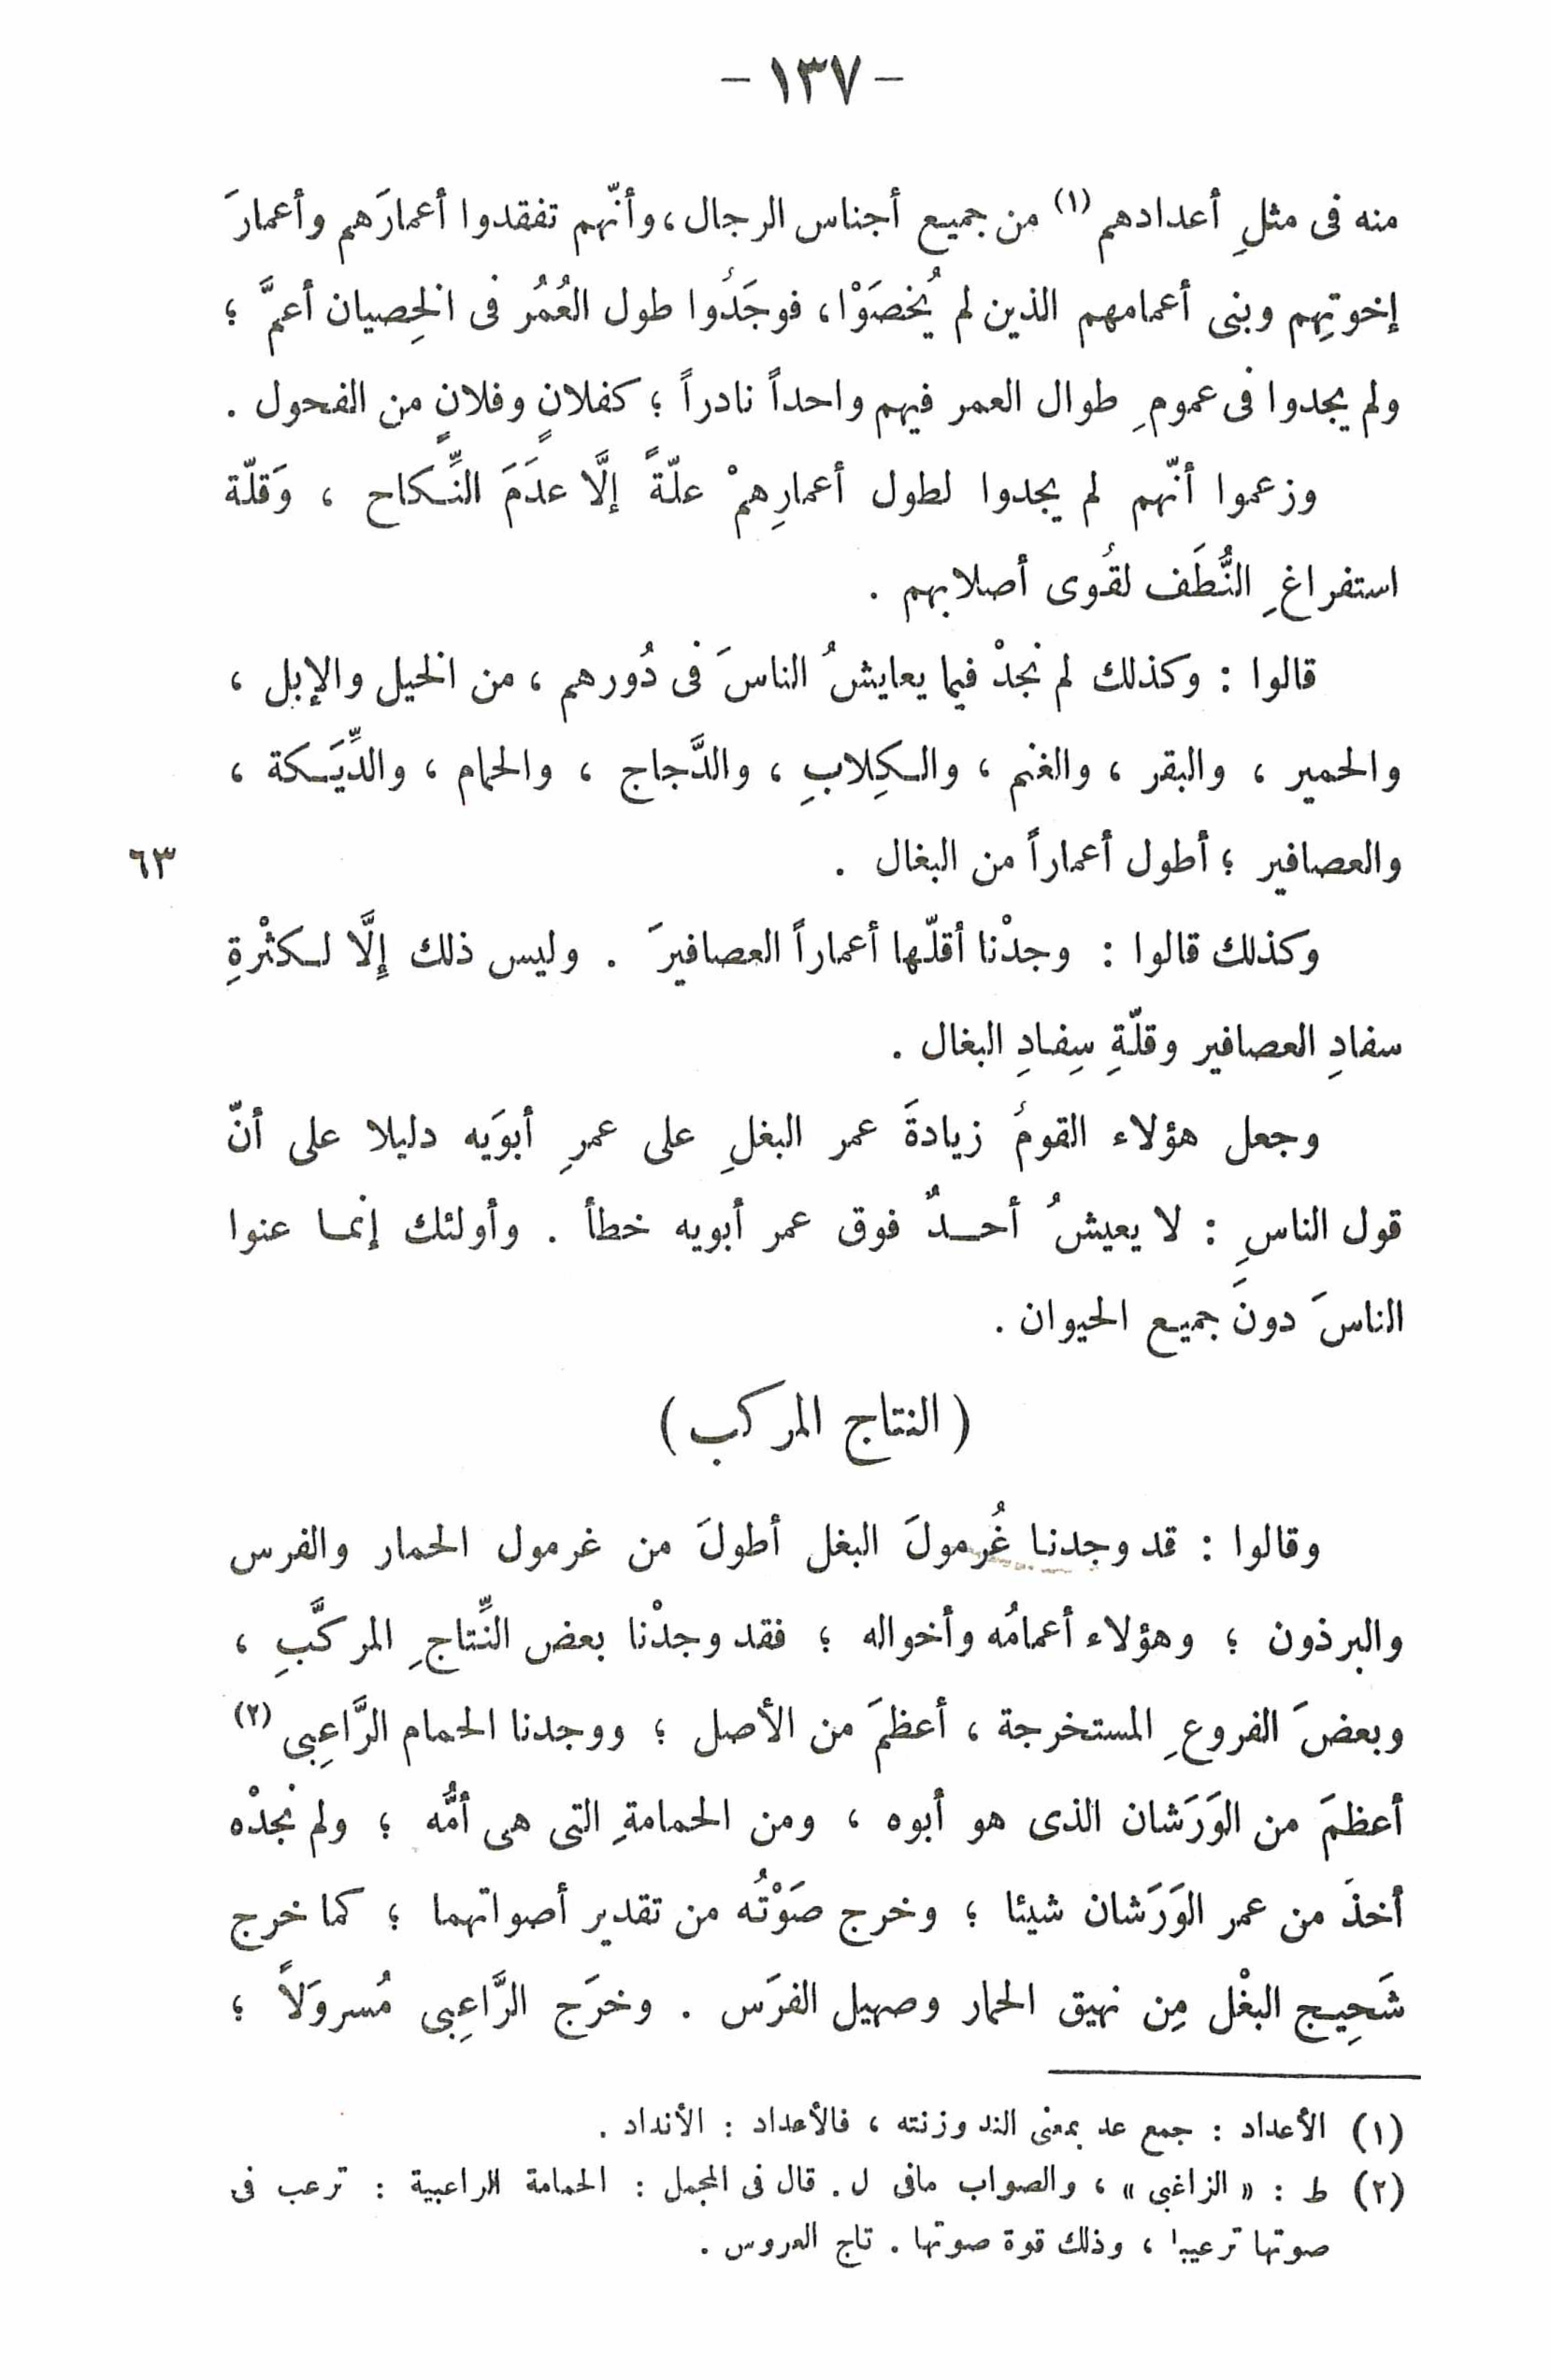 - ١٣٧ -
منه فى مثلِ أعدادهم (١) من جميع أجناس الرجال ، وأنّهم تفقدوا أعمارَهم وأعمارَ
إخوتِهم وبنى أعمامهم الذين لم يُخصَوْا ، فوجَدُوا طول العُمُر فى الخِصيان أعمَّ ؛
ولم يجدوا فى عمومِ طوال العمر فيهم واحداً نادراً ؛ كفلانٍ وفلانٍ من الفحول .
وزعموا أنّهم لم يجدوا لطول أعمارِهمْ علّةً إلَّا عدَمَ النِّكاح ، وَقلّة
استفراغِ النُّطَف لقُوى أصلابهم .
قالوا : وكذلك لم نجدْ فيما يعايشُ الناسَ فى دُورهم ، من الخيل والإبل ،
والحمير ، والبقر ، والغنم ، والكِلابِ ، والدَّجاج ، والحمام ، والدِّيَكة ،
والعصافير ؛ أطول أعماراً من البغال .
٦٣
وكذلك قالوا : وجدْنا أقلّها أعماراً العصافيرَ . وليس ذلك إلَّا لكثْرةِ
سفادِ العصافير وقلّةِ سِفادِ البغال .
وجعل هؤلاء القومُ زيادةَ عمر البغلِ على عمرِ أبوَيه دليلا على أنّ
قول الناسِ : لا يعيشُ أحدٌ فوق عمر أبويه خطأ . وأولئك إنما عنوا
الناسَ دونَ جميع الحيوان .
( النتاج المركب )
وقالوا : قد وجدنا غُرمولَ البغل أطولَ من غرمول الحمار والفرس
والبرذون ؛ وهؤلاء أعمامُه وأخواله ؛ فقد وجدْنا بعض النِّتاجِ المركَّبِ ،
وبعضَ الفروعِ المستخرجة ، أعظمَ من الأصل ؛ ووجدنا الحمام الرَّاعِبى (٢)
أعظمَ من الوَرَشان الذى هو أبوه ، ومن الحمامةِ التى هى أمُّه ؛ ولم نجدْه
أخذَ من عمر الوَرَشان شيئا ؛ وخرج صَوْتُه من تقدير أصواتهما ؛ كما خرج
شَحِيج البغْل مِن نهيق الحمار وصهيل الفرَس . وخرَج الرَّاعِبى مُسروَلاً ؛
(١) الأعداد : جمع عد بمعنى الند وزنته ، فالأعداد : الأنداد .
(٢) ط : « الزاغبى » ، والصواب مافى ل . قال فى المجمل : الحمامة الراعبية : ترعب فى
صوتها ترعيبا ، وذلك قوة صوتها . تاج العروس .